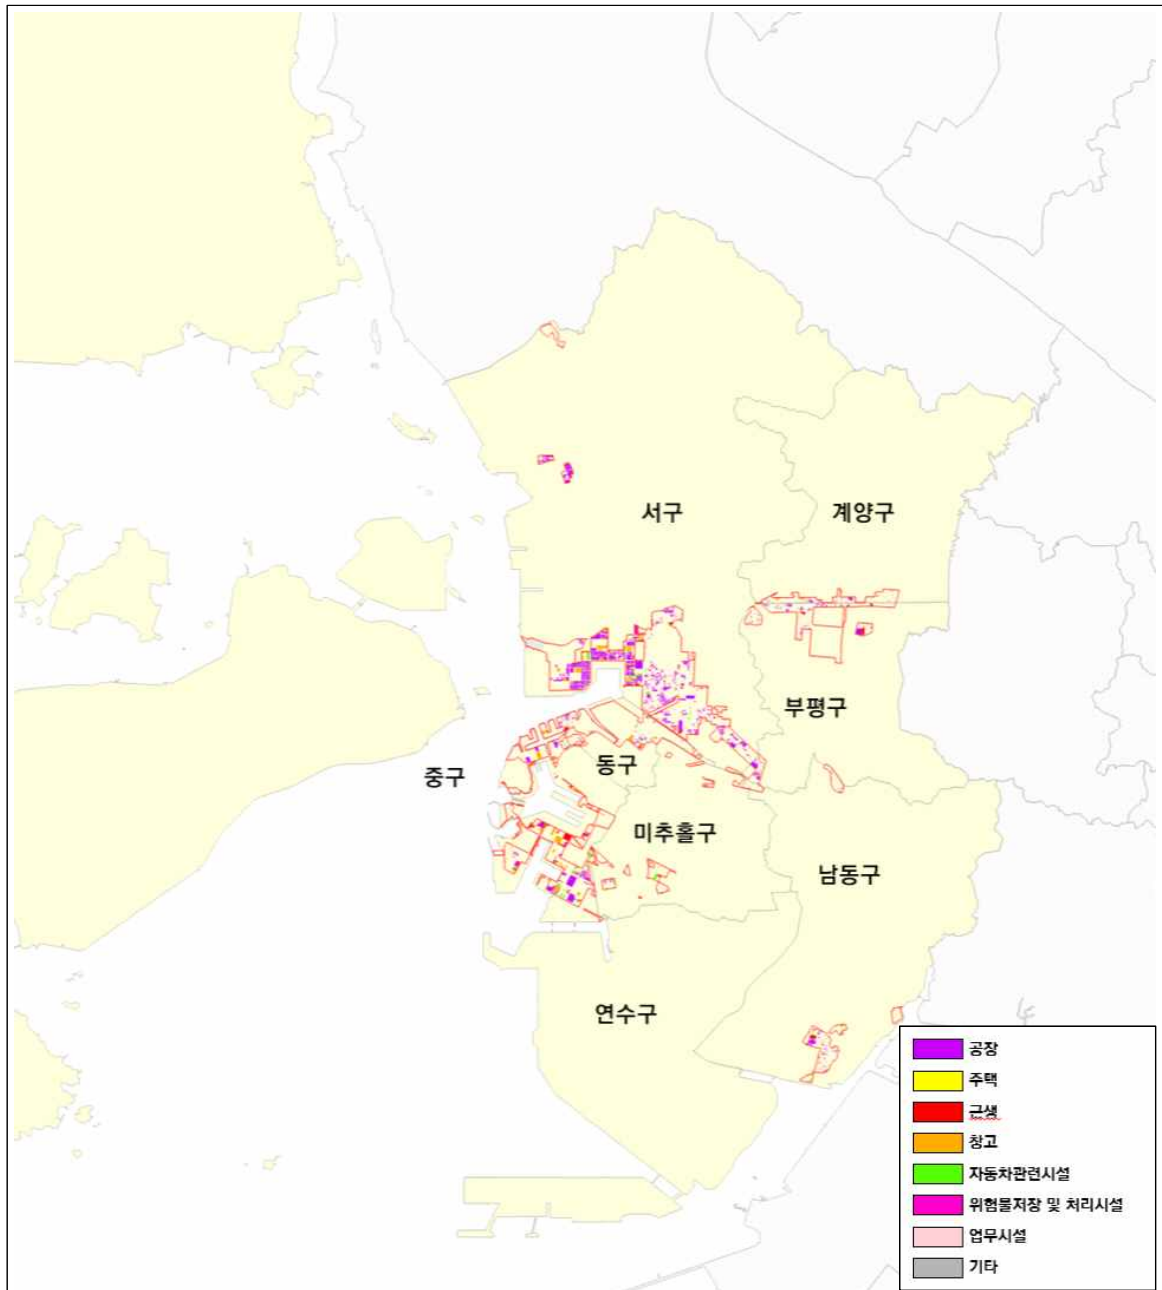 서구
계양구
부평구
중구
동구
미추홀구
남동구
연수구
공장
주택
근생
창고
자동차관련시설
위험물저장 및 처리시설
업무시설
기타